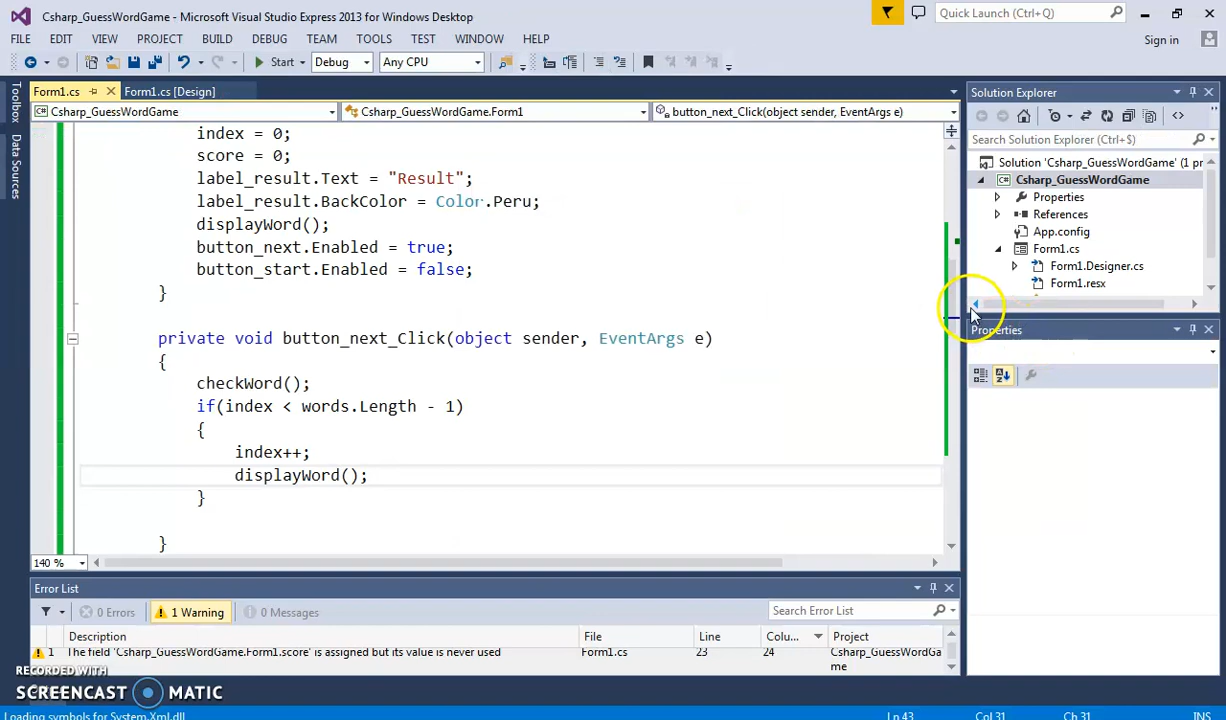 Csharp_GuessWordGame - Microsoft Visual Studio Express 2013 for Windows Desktop
Quick Launch (Ctrl+Q)
FILE EDIT VIEW PROJECT BUILD DEBUG TEAM TOOLS TEST WINDOW HELP
Sign in
Start Debug Any CPU
Toolbox
Data Sources
Form1.cs Form1.cs [Design]
Csharp_GuessWordGame Csharp_GuessWordGame.Form1 button_next_Click(object sender, EventArgs e)
index = 0;
score = 0;
label_result.Text = "Result";
label_result.BackColor = Color.Peru;
displayWord();
button_next.Enabled = true;
button_start.Enabled = false;
}
private void button_next_Click(object sender, EventArgs e)
{
checkWord();
if(index < words.Length - 1)
{
index++;
displayWord();
}
}
140 %
Solution Explorer
Search Solution Explorer (Ctrl+$)
Solution 'Csharp_GuessWordGame' (1 pr
C# Csharp_GuessWordGame
Properties
References
App.config
Form1.cs
Form1.Designer.cs
Form1.resx
Properties
Error List
0 Errors 1 Warning 0 Messages Search Error List
Description File Line Colu... Project
1 The field 'Csharp_GuessWordGame.Form1.score' is assigned but its value is never used Form1.cs 23 24 Csharp_GuessWordGa
me
RECORDED WITH
SCREENCAST MATIC
Loading symbols for System.Xml.dll Ln 43 Col 31 Ch 31 INS